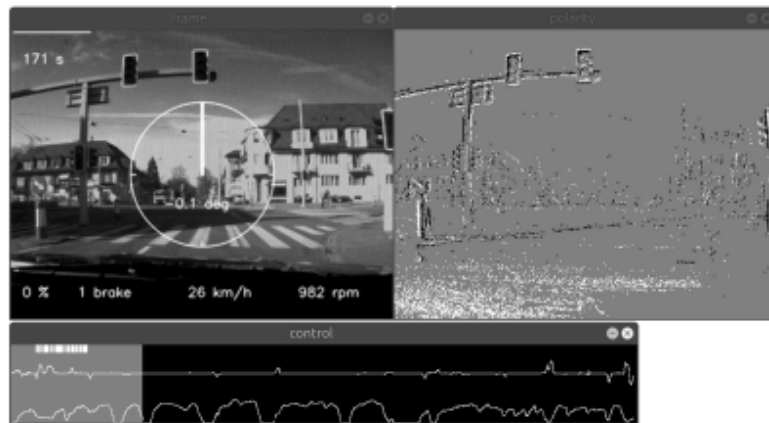 frame
polarity
171 s
-0.1 deg
0 % 1 brake 26 km/h 982 rpm
control